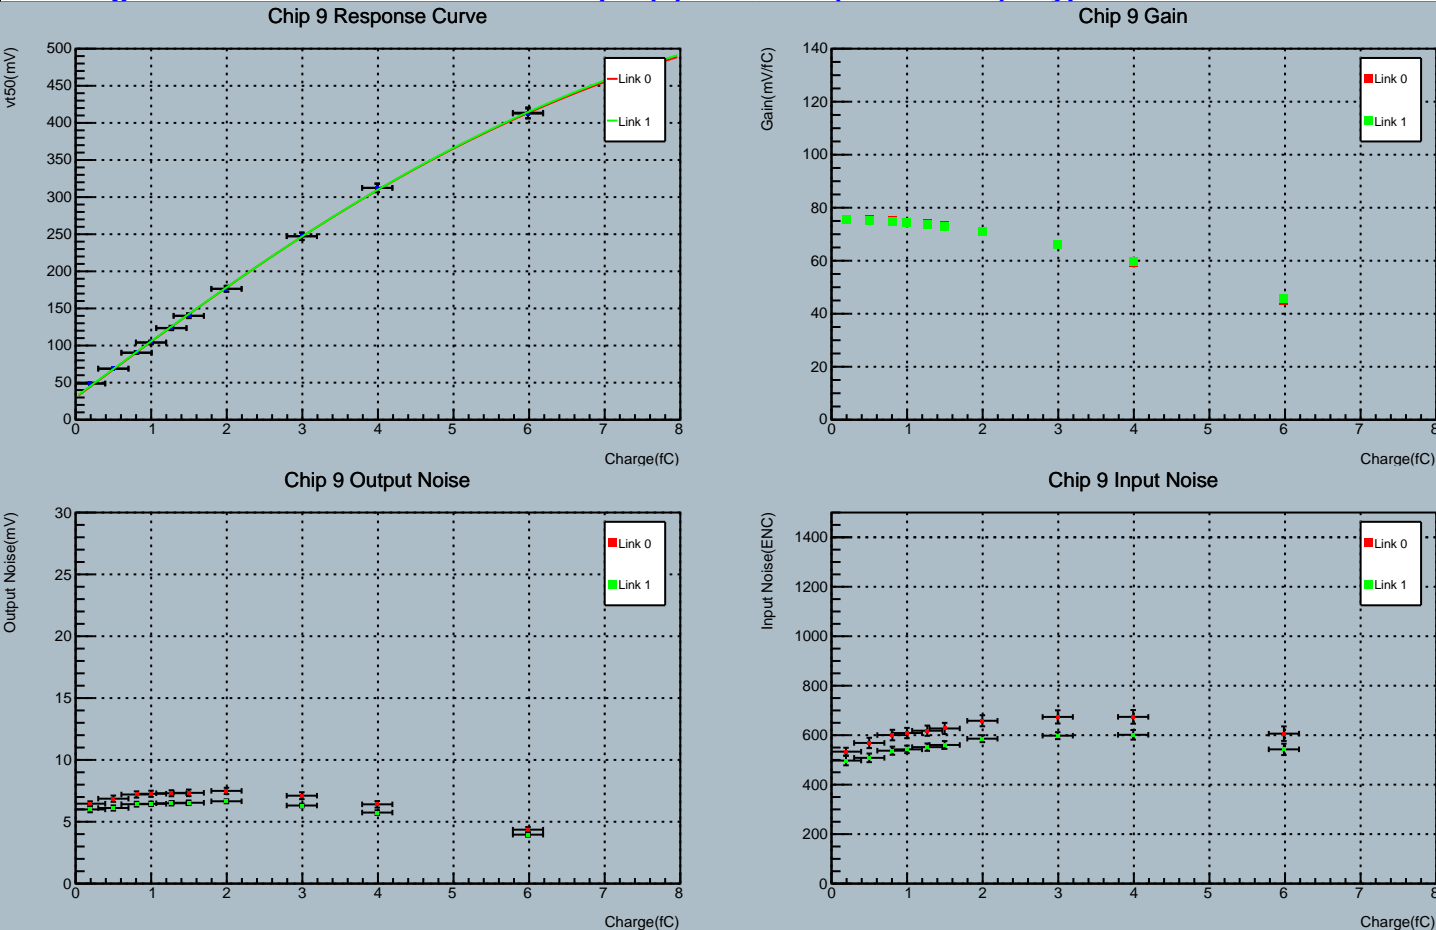 Chip 9 Response Curve
vt50(mV)
500
450
400
350
300
250
200
150
100
50
0
0 1 2 3 4 5 6 7 8
Charge(fC)
Link 0
Link 1
Chip 9 Gain
Gain(mV/fC)
140
120
100
80
60
40
20
0
0 1 2 3 4 5 6 7 8
Charge(fC)
Link 0
Link 1
Chip 9 Output Noise
Output Noise(mV)
30
25
20
15
10
5
0
0 1 2 3 4 5 6 7 8
Charge(fC)
Link 0
Link 1
Chip 9 Input Noise
Input Noise(ENC)
1400
1200
1000
800
600
400
200
0
0 1 2 3 4 5 6 7 8
Charge(fC)
Link 0
Link 1